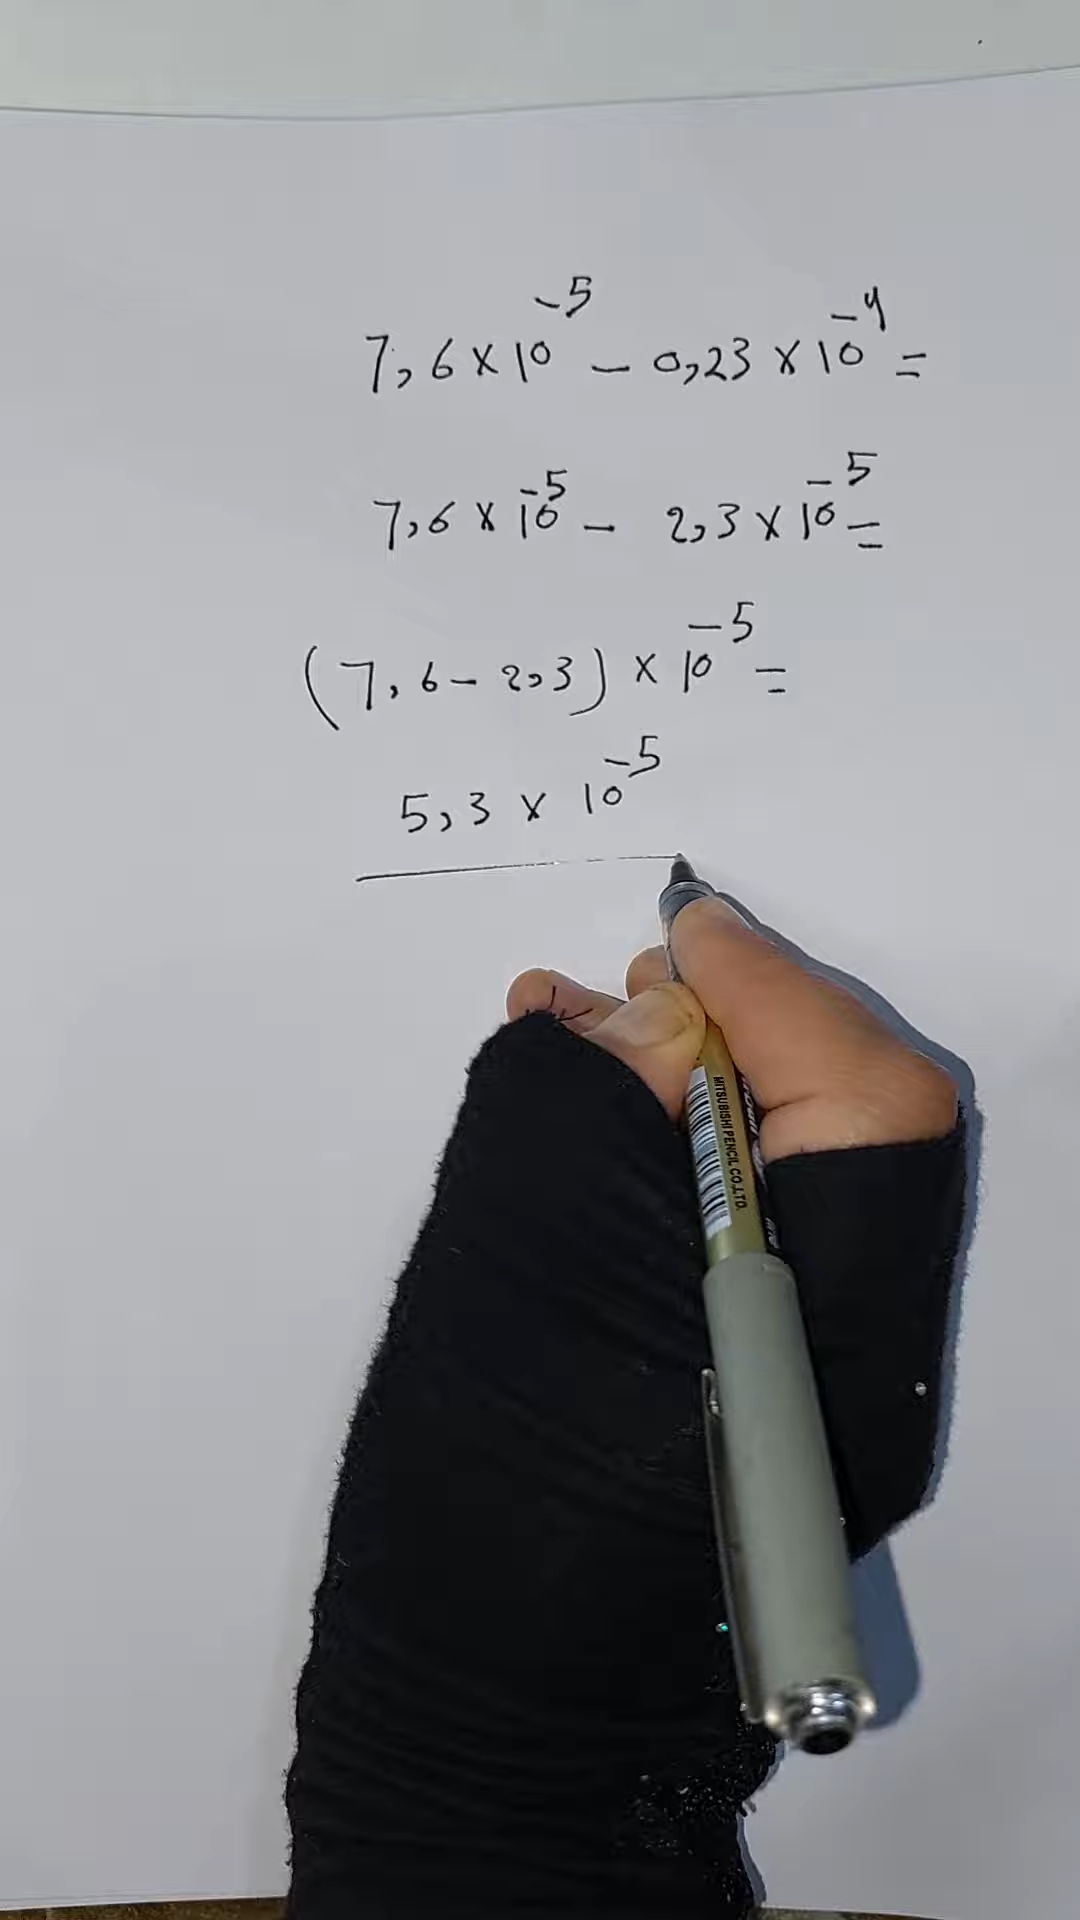 7,6 × 10⁻⁵ − 0,23 × 10⁻⁴ =
7,6 × 10⁻⁵ − 2,3 × 10⁻⁵ =
(7,6 − 2,3) × 10⁻⁵ =
5,3 × 10⁻⁵
MITSUBISHI PENCIL CO.,LTD.